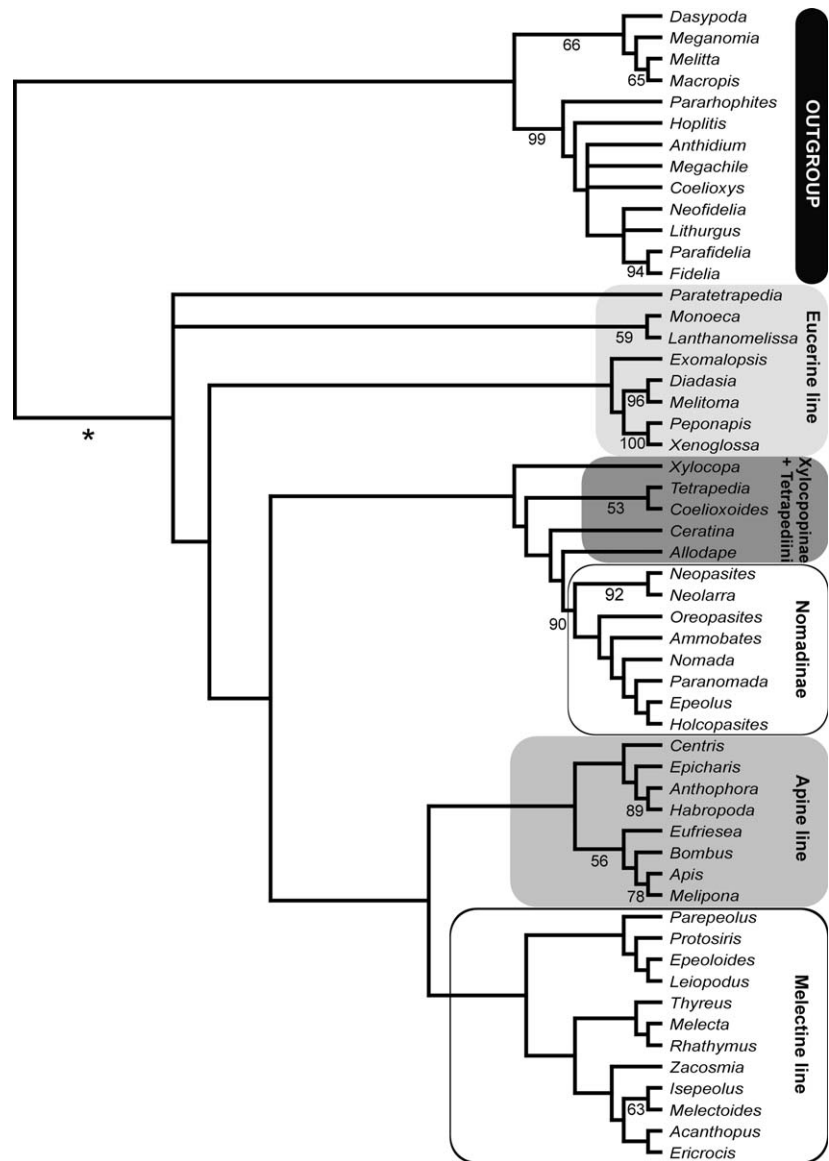 Dasypoda
66
Meganomia
Melitta
65
Macropis
Pararhophites
99
Hoplitis
Anthidium
Megachile
Coelioxys
Neofidelia
Lithurgus
Parafidelia
94
Fidelia
OUTGROUP
Paratetrapedia
Monoeca
59
Lanthanomelissa
Exomalopsis
Diadasia
96
Melitoma
Peponapis
100
Xenoglossa
Eucerine line
*
Xylocopa
Tetrapedia
53
Coelioxoides
Ceratina
Allodape
Xylocpopinae
+ Tetrapediini
Neopasites
92
Neolarra
90
Oreopasites
Ammobates
Nomada
Paranomada
Epeolus
Holcopasites
Nomadinae
Centris
Epicharis
Anthophora
89
Habropoda
Eufriesea
56
Bombus
Apis
78
Melipona
Apine line
Parepeolus
Protosiris
Epeoloides
Leiopodus
Thyreus
Melecta
Rhathymus
Zacosmia
Isepeolus
63
Melectoides
Acanthopus
Ericrocis
Melectine line